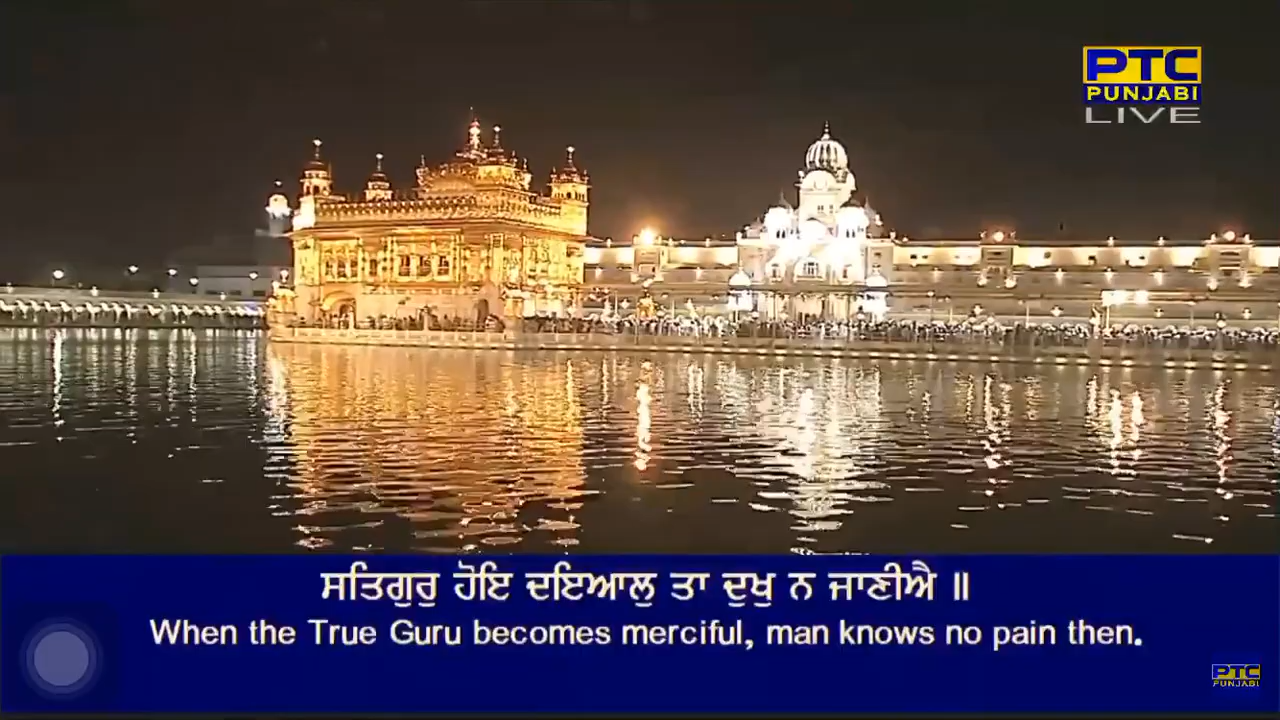 PTC
PUNJABI
LIVE
ਸਤਿਗੁਰੁ ਹੋਇ ਦਇਆਲੁ ਤਾ ਦੁਖੁ ਨ ਜਾਣੀਐ ॥
When the True Guru becomes merciful, man knows no pain then.
PTC
PUNJABI